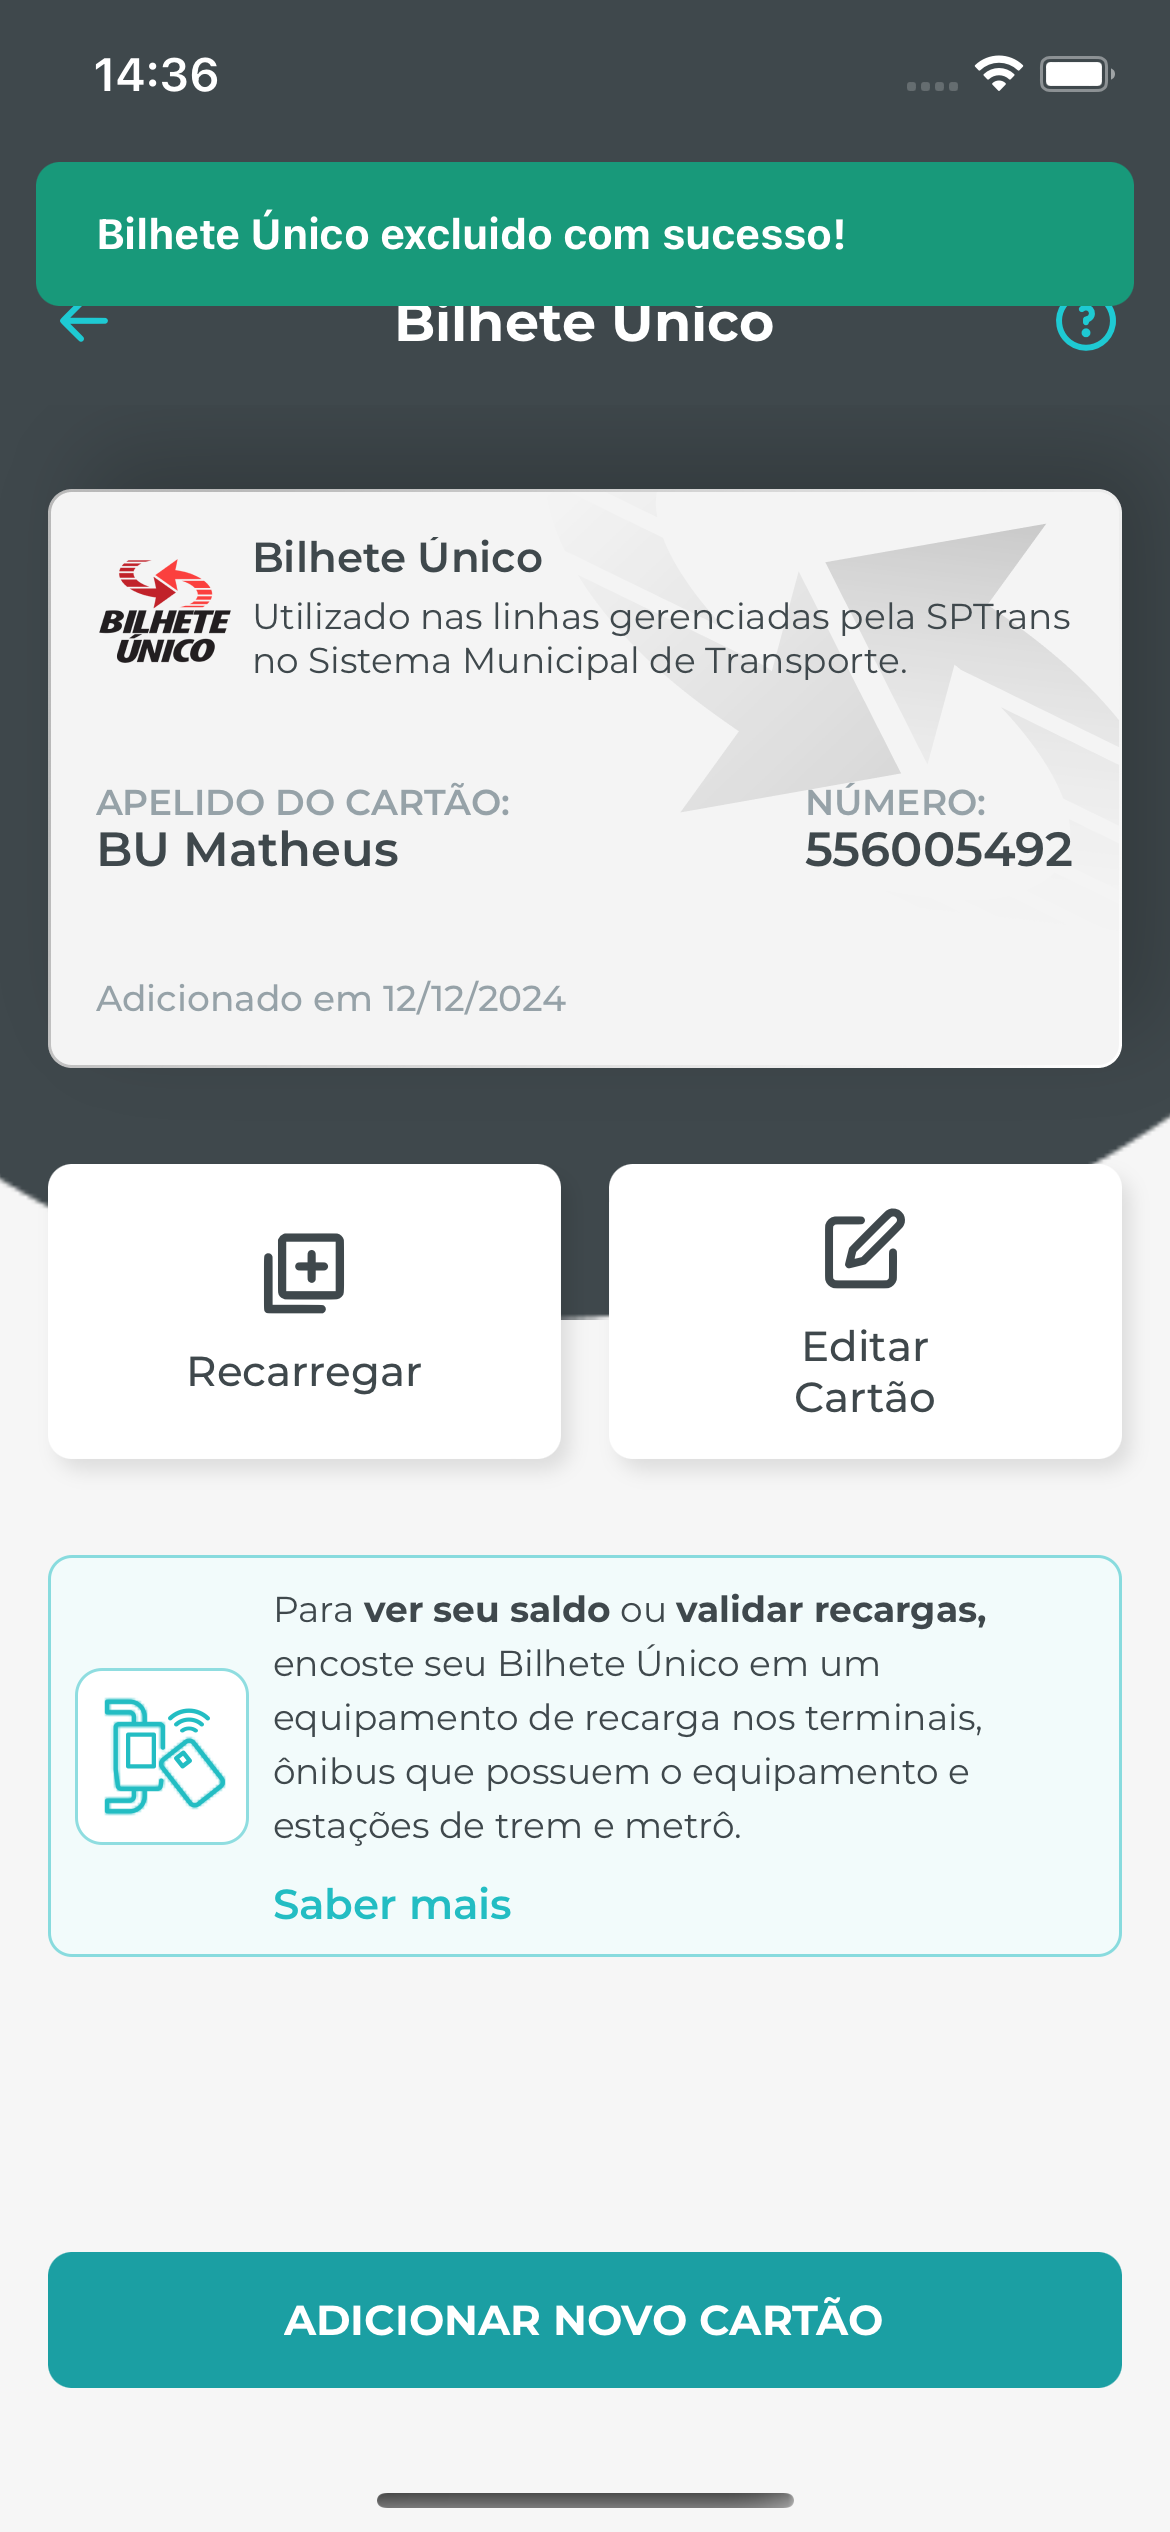 14:36
Bilhete Único excluido com sucesso!
Bilhete Único
Bilhete Único
Utilizado nas linhas gerenciadas pela SPTrans
no Sistema Municipal de Transporte.
BILHETE
ÚNICO
APELIDO DO CARTÃO:
BU Matheus
NÚMERO:
556005492
Adicionado em 12/12/2024
Recarregar
Editar
Cartão
Para ver seu saldo ou validar recargas,
encoste seu Bilhete Único em um
equipamento de recarga nos terminais,
ônibus que possuem o equipamento e
estações de trem e metrô.
Saber mais
ADICIONAR NOVO CARTÃO